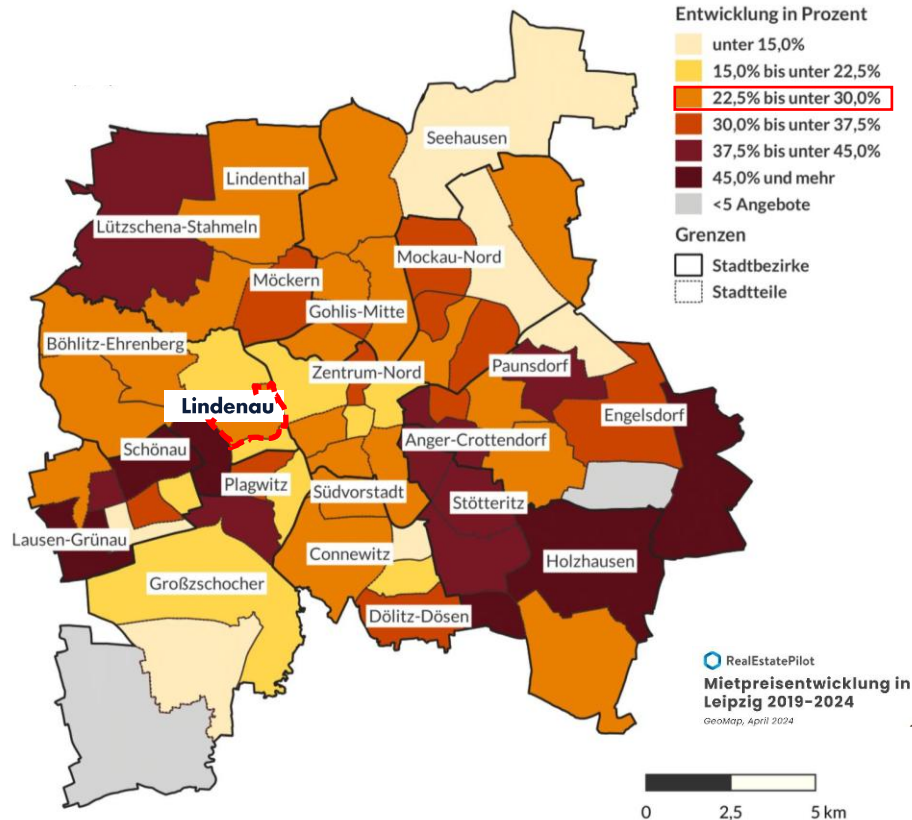 Entwicklung in Prozent
unter 15,0%
15,0% bis unter 22,5%
22,5% bis unter 30,0%
30,0% bis unter 37,5%
37,5% bis unter 45,0%
45,0% und mehr
<5 Angebote
Grenzen
Stadtbezirke
Stadtteile
Seehausen
Lindenthal
Lützschena-Stahmeln
Mockau-Nord
Möckern
Gohlis-Mitte
Böhlitz-Ehrenberg
Zentrum-Nord
Paunsdorf
Lindenau
Engelsdorf
Anger-Crottendorf
Schönau
Plagwitz
Südvorstadt
Stötteritz
Lausen-Grünau
Connewitz
Holzhausen
Großzschocher
Dölitz-Dösen
RealEstatePilot
Mietpreisentwicklung in
Leipzig 2019-2024
GeoMap, April 2024
0 2,5 5 km